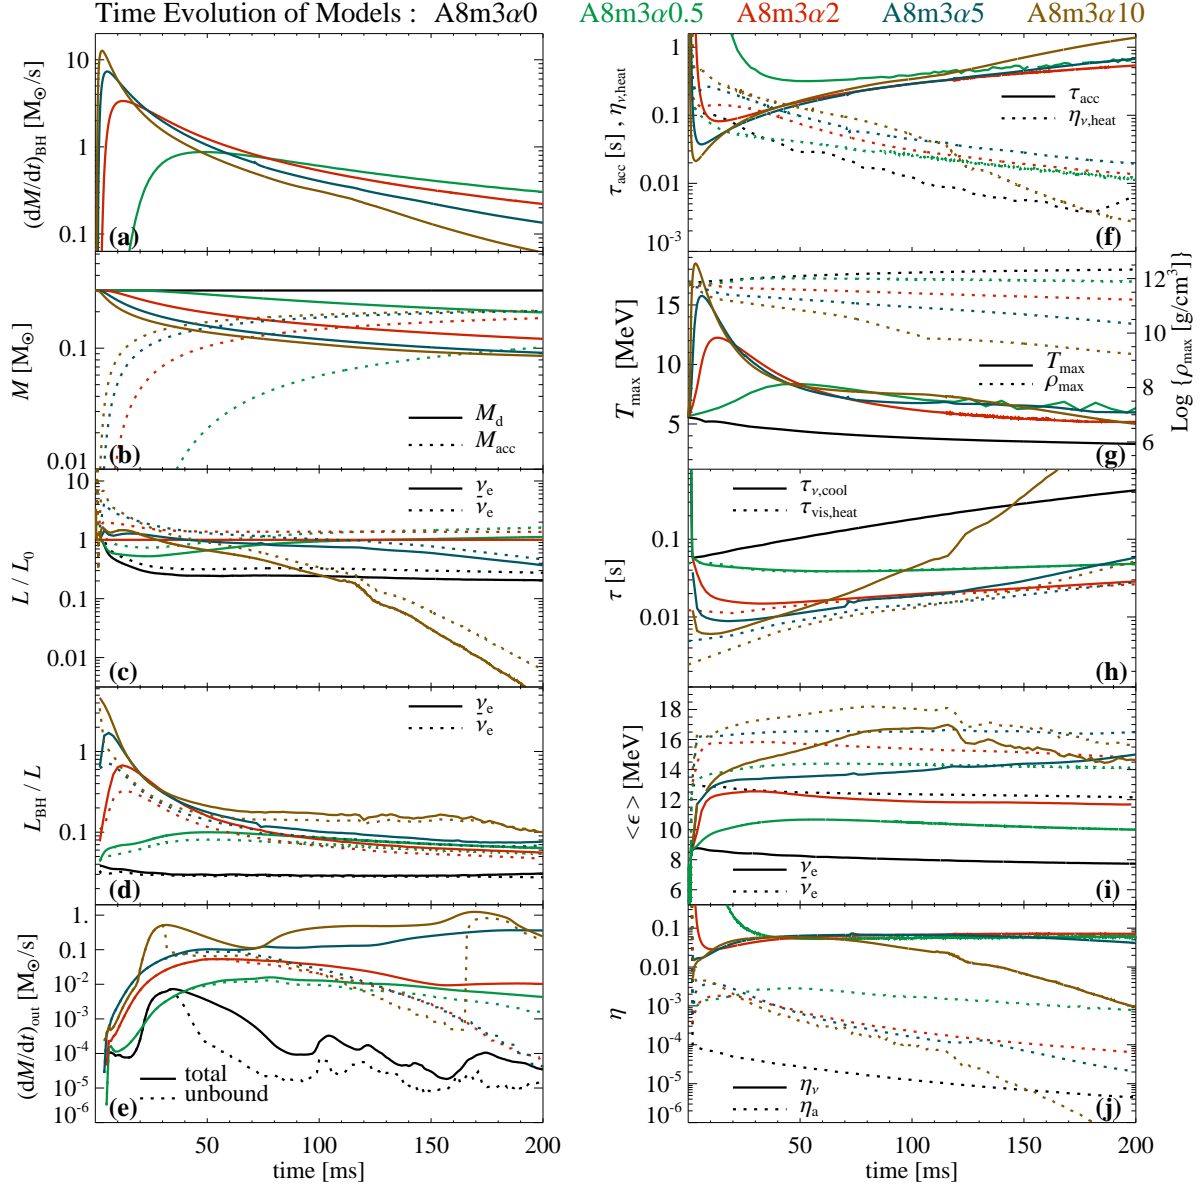 Time Evolution of Models : A8m3α0 A8m3α0.5 A8m3α2 A8m3α5 A8m3α10
(dM/dt)BH [M⊙/s]
10
1
0.1
(a)
M [M⊙]
0.1
0.01
Md
Macc
(b)
L / L0
10
1
0.1
0.01
νe
ν̄e
(c)
LBH / L
1
0.1
νe
ν̄e
(d)
(dM/dt)out [M⊙/s]
1.
0.1
10⁻²
10⁻³
10⁻⁴
10⁻⁵
10⁻⁶
total
unbound
(e)
50 100 150 200
time [ms]
τacc [s] , ην,heat
1
0.1
0.01
10⁻³
τacc
ην,heat
(f)
Tmax [MeV]
15
10
5
Tmax
ρmax
(g)
12
10
8
6
Log {ρmax [g/cm³]}
τ [s]
0.1
0.01
τν,cool
τvis,heat
(h)
<ϵ> [MeV]
18
16
14
12
10
8
6
νe
ν̄e
(i)
η
0.1
0.01
10⁻³
10⁻⁴
10⁻⁵
10⁻⁶
ην
ηa
(j)
50 100 150 200
time [ms]